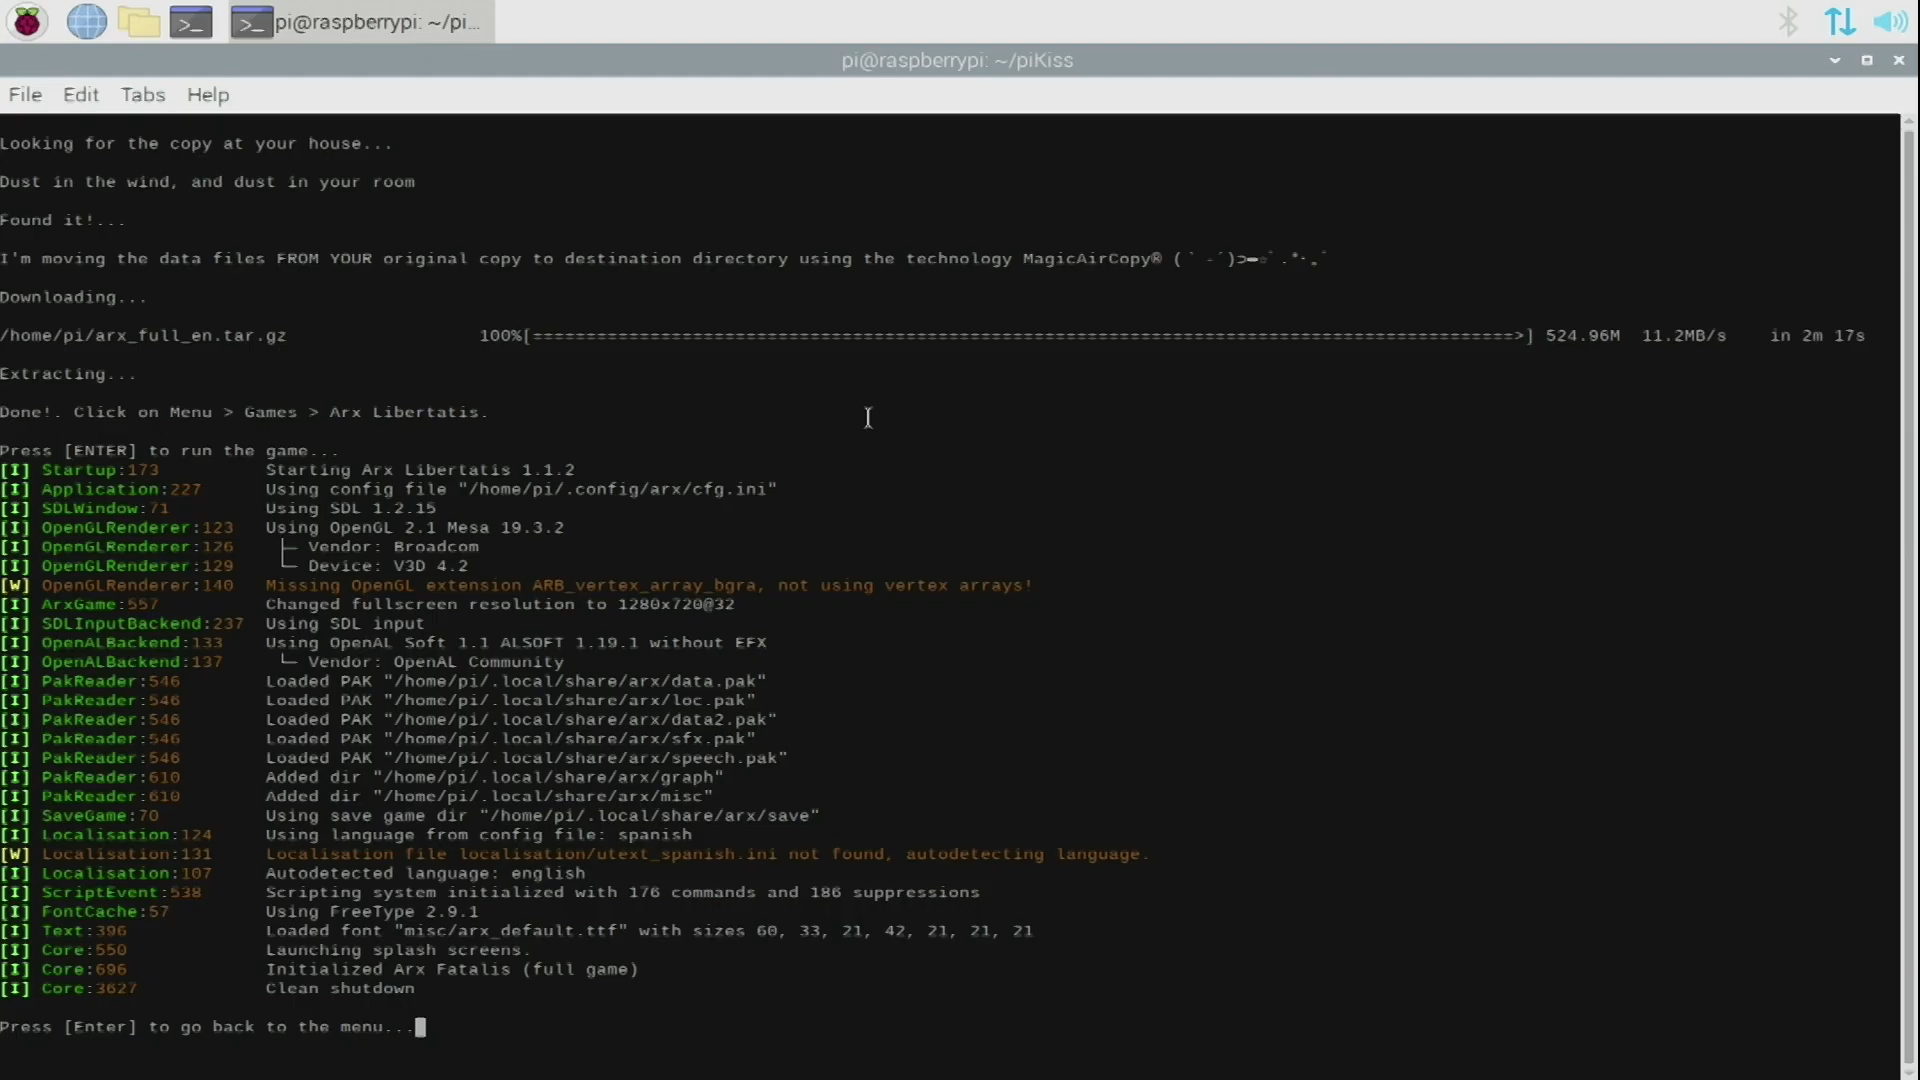 pi@raspberrypi: ~/pi...
pi@raspberrypi: ~/piKiss
File Edit Tabs Help
Looking for the copy at your house...
Dust in the wind, and dust in your room
Found it!...
I'm moving the data files FROM YOUR original copy to destination directory using the technology MagicAirCopy®
Downloading...
/home/pi/arx_full_en.tar.gz 100%[============================================================================================>] 524.96M 11.2MB/s in 2m 17s
Extracting...
Done!. Click on Menu > Games > Arx Libertatis.
Press [ENTER] to run the game...
[I] Startup:173 Starting Arx Libertatis 1.1.2
[I] Application:227 Using config file "/home/pi/.config/arx/cfg.ini"
[I] SDLWindow:71 Using SDL 1.2.15
[I] OpenGLRenderer:123 Using OpenGL 2.1 Mesa 19.3.2
[I] OpenGLRenderer:126 ├─ Vendor: Broadcom
[I] OpenGLRenderer:129 └─ Device: V3D 4.2
[W] OpenGLRenderer:140 Missing OpenGL extension ARB_vertex_array_bgra, not using vertex arrays!
[I] ArxGame:557 Changed fullscreen resolution to 1280x720@32
[I] SDLInputBackend:237 Using SDL input
[I] OpenALBackend:133 Using OpenAL Soft 1.1 ALSOFT 1.19.1 without EFX
[I] OpenALBackend:137 └─ Vendor: OpenAL Community
[I] PakReader:546 Loaded PAK "/home/pi/.local/share/arx/data.pak"
[I] PakReader:546 Loaded PAK "/home/pi/.local/share/arx/loc.pak"
[I] PakReader:546 Loaded PAK "/home/pi/.local/share/arx/data2.pak"
[I] PakReader:546 Loaded PAK "/home/pi/.local/share/arx/sfx.pak"
[I] PakReader:546 Loaded PAK "/home/pi/.local/share/arx/speech.pak"
[I] PakReader:610 Added dir "/home/pi/.local/share/arx/graph"
[I] PakReader:610 Added dir "/home/pi/.local/share/arx/misc"
[I] SaveGame:70 Using save game dir "/home/pi/.local/share/arx/save"
[I] Localisation:124 Using language from config file: spanish
[W] Localisation:131 Localisation file localisation/utext_spanish.ini not found, autodetecting language.
[I] Localisation:107 Autodetected language: english
[I] ScriptEvent:538 Scripting system initialized with 176 commands and 186 suppressions
[I] FontCache:57 Using FreeType 2.9.1
[I] Text:396 Loaded font "misc/arx_default.ttf" with sizes 60, 33, 21, 42, 21, 21, 21
[I] Core:550 Launching splash screens.
[I] Core:696 Initialized Arx Fatalis (full game)
[I] Core:3627 Clean shutdown
Press [Enter] to go back to the menu...